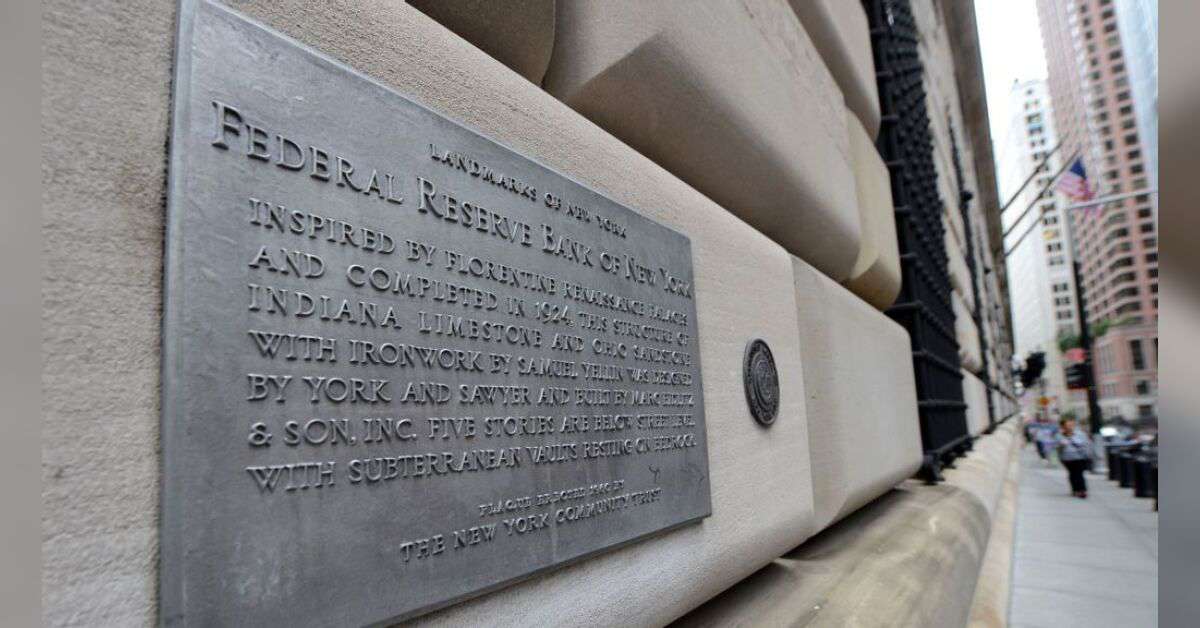 LANDMARKS OF NEW YORK
FEDERAL RESERVE BANK OF NEW YORK
INSPIRED BY FLORENTINE RENAISSANCE PALACES
AND COMPLETED IN 1924, THIS STRUCTURE OF
INDIANA LIMESTONE AND OHIO SANDSTONE
WITH IRONWORK BY SAMUEL YELLIN WAS DESIGNED
BY YORK AND SAWYER AND BUILT BY MARC EIDLITZ
& SON, INC. FIVE STORIES ARE BELOW STREET LEVEL
WITH SUBTERRANEAN VAULTS RESTING ON BEDROCK.
PLAQUE ERECTED BY
THE NEW YORK COMMUNITY TRUST